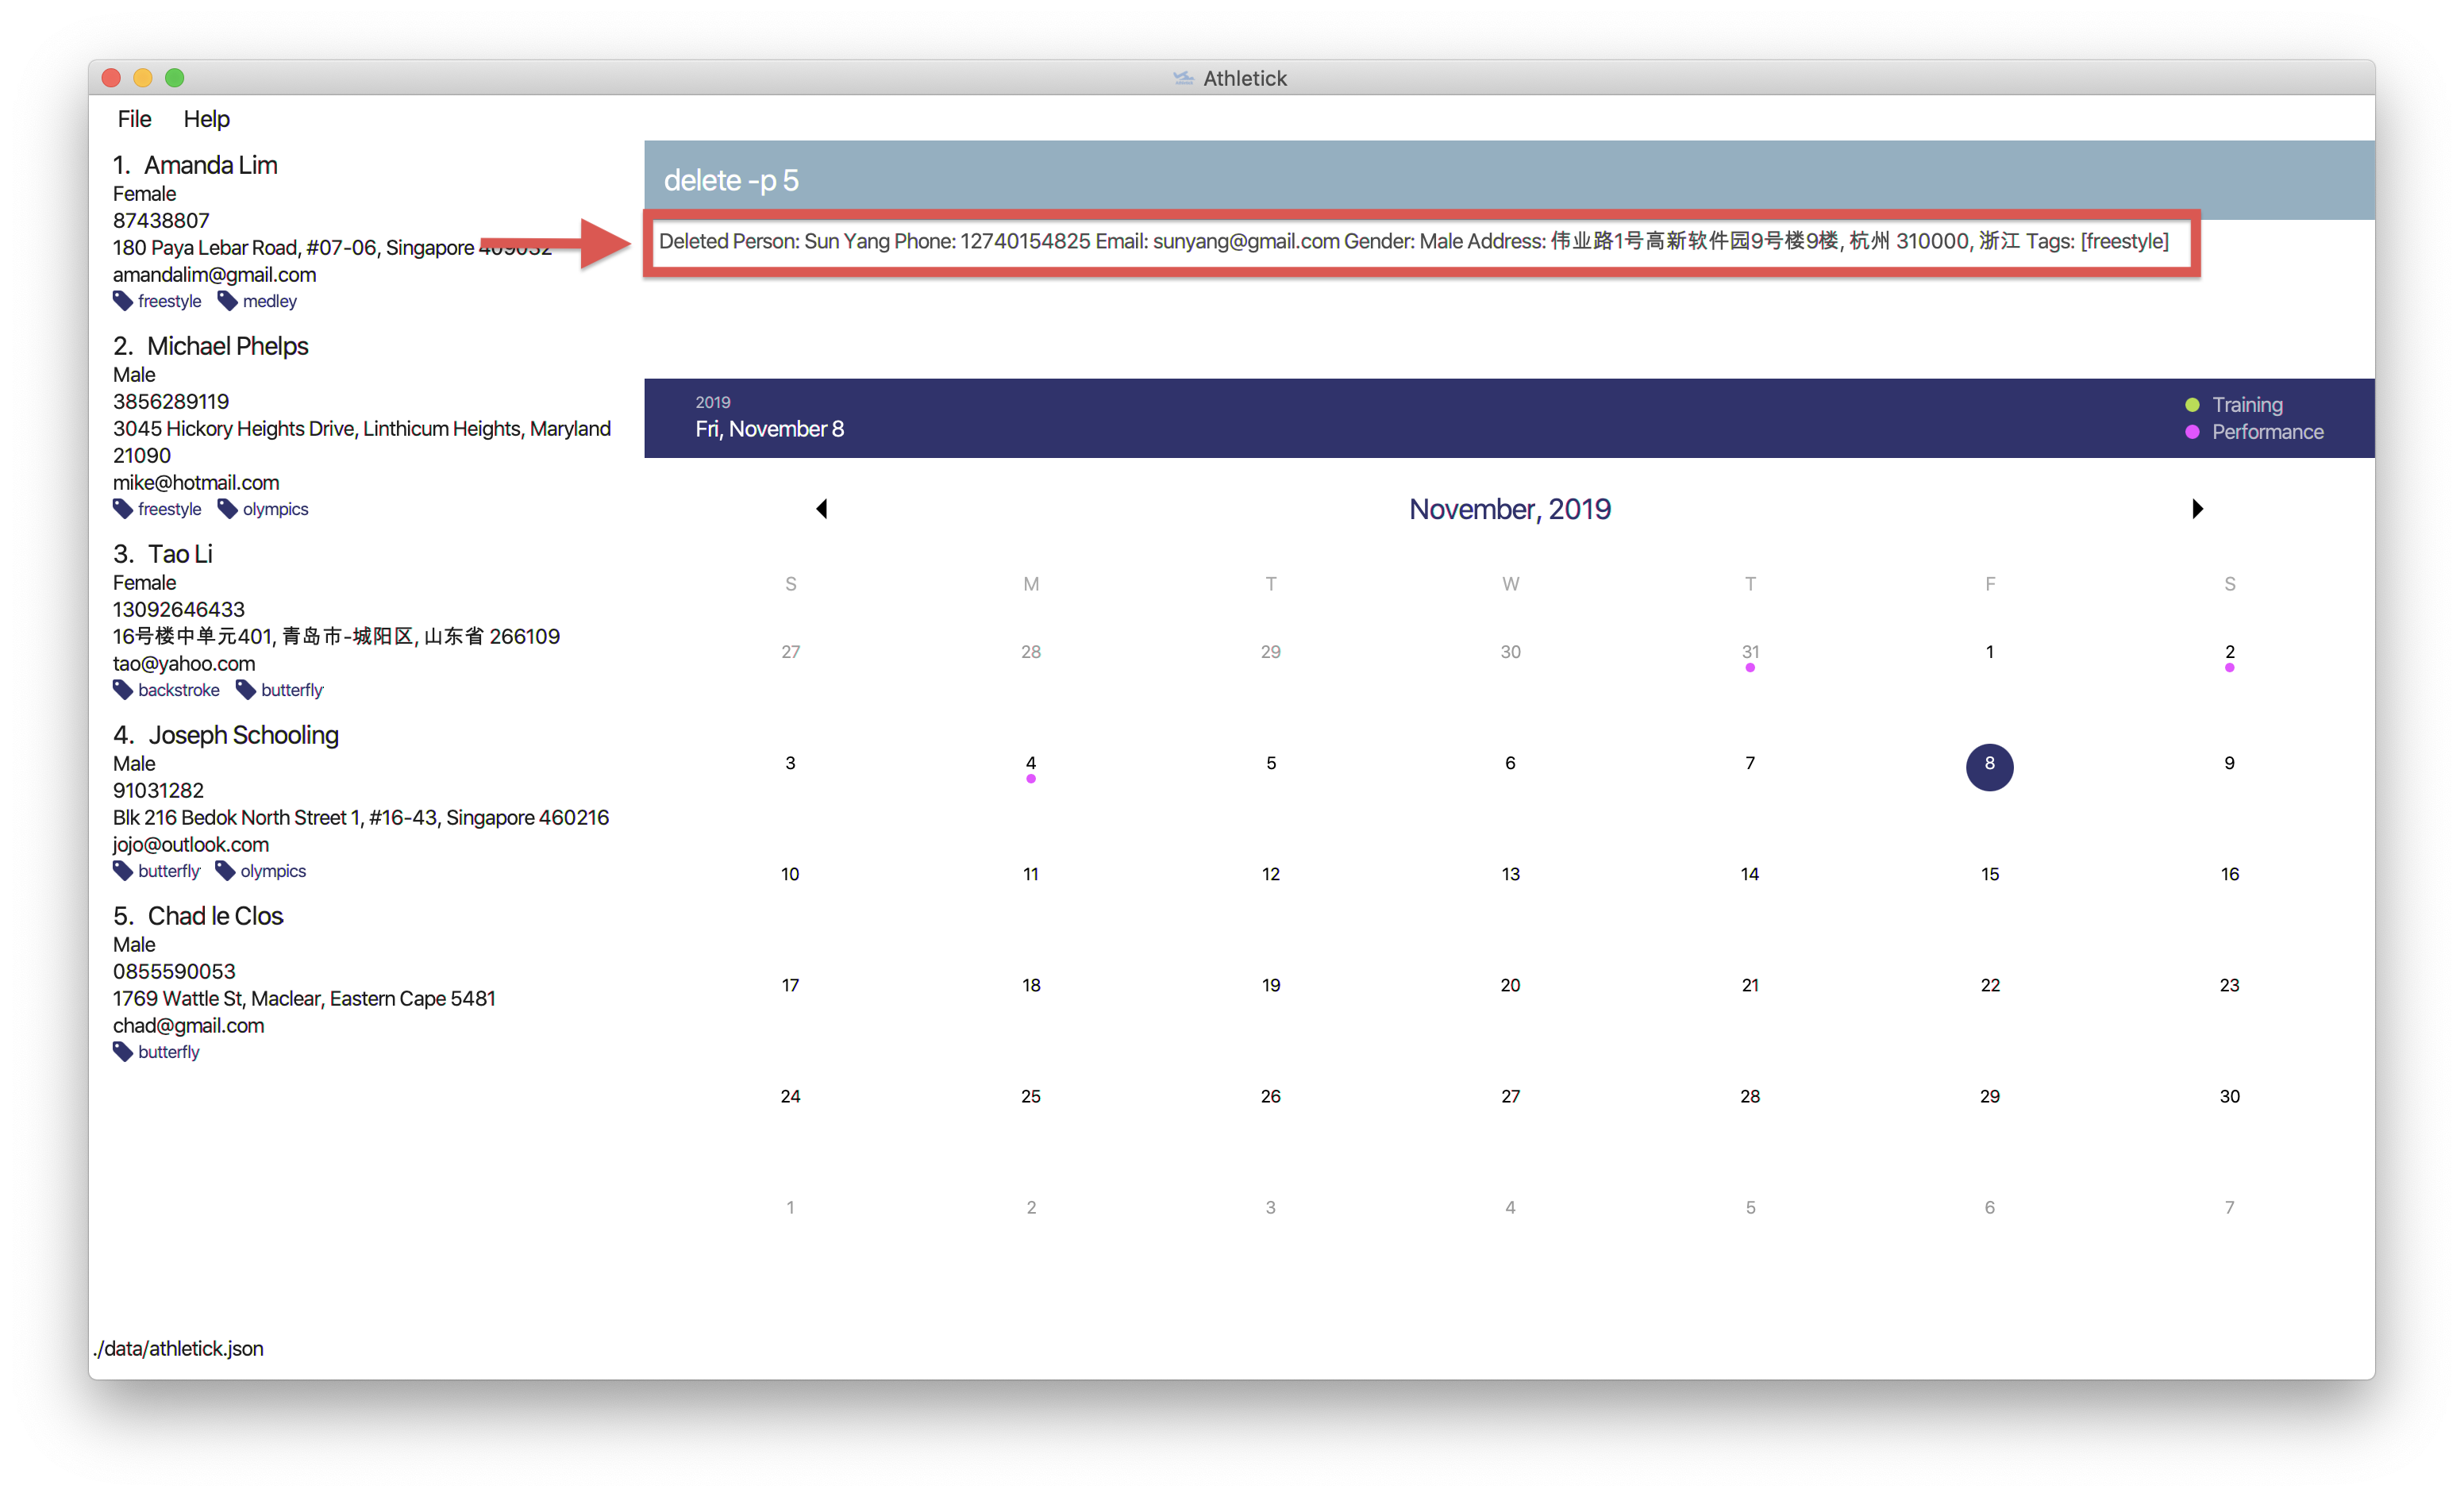 Athletick
File Help
1. Amanda Lim
Female
87438807
180 Paya Lebar Road, #07-06, Singapore 409032
amandalim@gmail.com
freestyle medley
2. Michael Phelps
Male
3856289119
3045 Hickory Heights Drive, Linthicum Heights, Maryland
21090
mike@hotmail.com
freestyle olympics
3. Tao Li
Female
13092646433
16号楼中单元401, 青岛市-城阳区, 山东省 266109
tao@yahoo.com
backstroke butterfly
4. Joseph Schooling
Male
91031282
Blk 216 Bedok North Street 1, #16-43, Singapore 460216
jojo@outlook.com
butterfly olympics
5. Chad le Clos
Male
0855590053
1769 Wattle St, Maclear, Eastern Cape 5481
chad@gmail.com
butterfly
./data/athletick.json
delete -p 5
Deleted Person: Sun Yang Phone: 12740154825 Email: sunyang@gmail.com Gender: Male Address: 伟业路1号高新软件园9号楼9楼, 杭州 310000, 浙江 Tags: [freestyle]
2019
Fri, November 8
Training
Performance
November, 2019
S M T W T F S
27 28 29 30 31 1 2
3 4 5 6 7 8 9
10 11 12 13 14 15 16
17 18 19 20 21 22 23
24 25 26 27 28 29 30
1 2 3 4 5 6 7